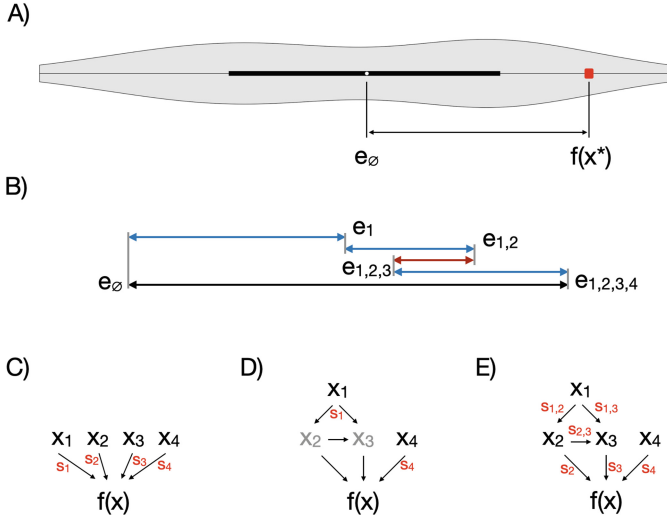 A)
e∅ f(x*)
B)
e1
e1,2
e1,2,3
e∅ e1,2,3,4
C) D) E)
x1 x1
s1 s1,2 s1,3
x1 x2 x3 x4 x2 x3 x4 x2 s2,3 x3 x4
s1 s2 s3 s4 s4 s2 s3 s4
f(x) f(x) f(x)